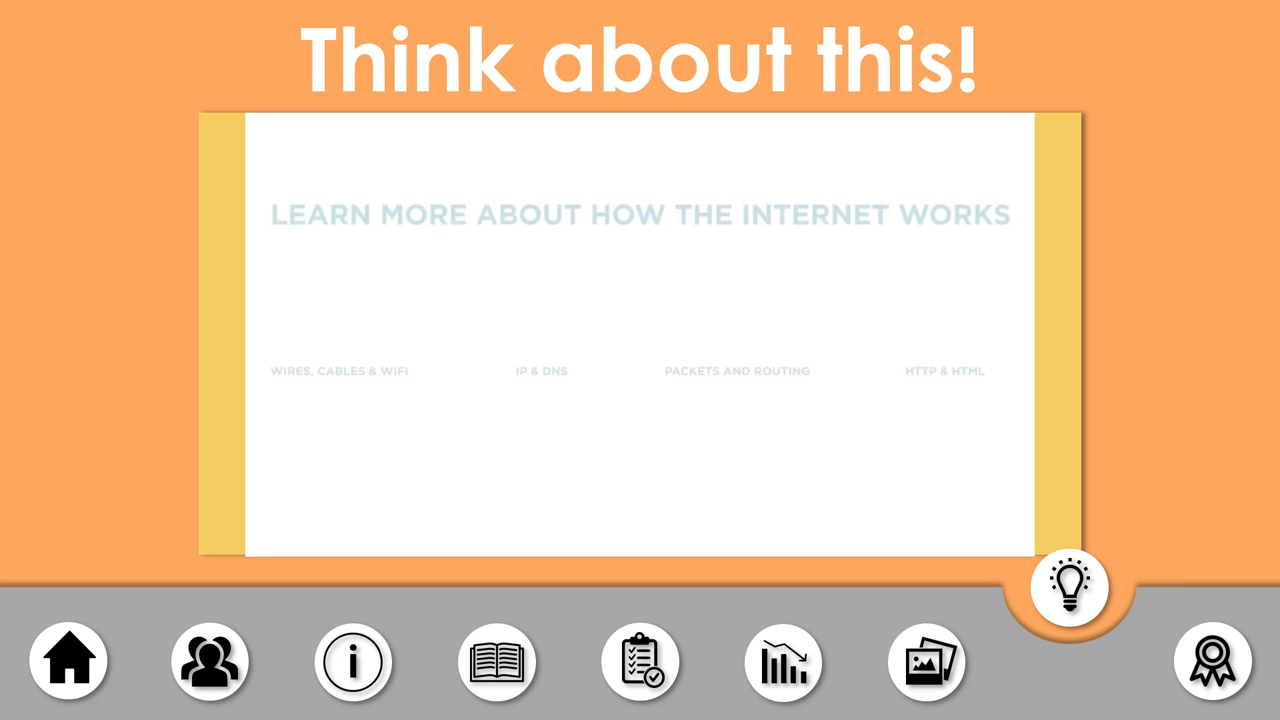 Think about this!
LEARN MORE ABOUT HOW THE INTERNET WORKS
WIRES, CABLES & WIFI IP & DNS PACKETS AND ROUTING HTTP & HTML